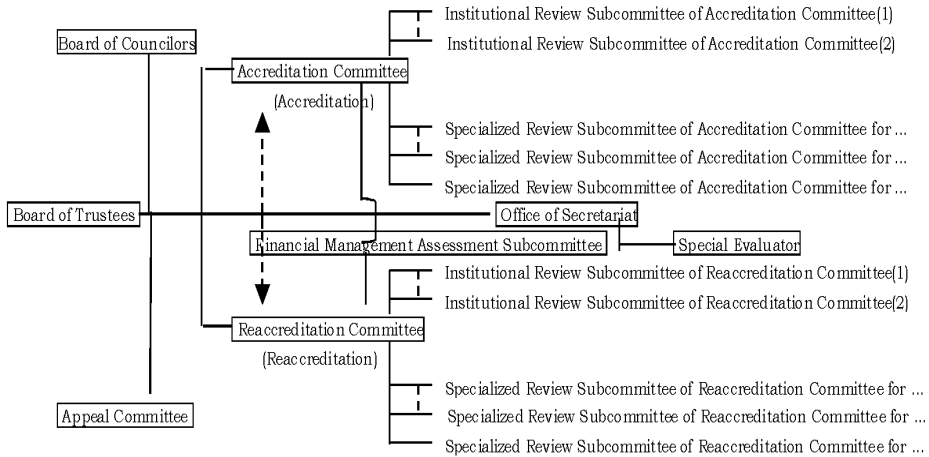 Institutional Review Subcommittee of Accreditation Committee(1)
Board of Councilors
Institutional Review Subcommittee of Accreditation Committee(2)
Accreditation Committee
(Accreditation)
Specialized Review Subcommittee of Accreditation Committee for ...
Specialized Review Subcommittee of Accreditation Committee for ...
Specialized Review Subcommittee of Accreditation Committee for ...
Board of Trustees
Office of Secretariat
Financial Management Assessment Subcommittee
Special Evaluator
Institutional Review Subcommittee of Reaccreditation Committee(1)
Institutional Review Subcommittee of Reaccreditation Committee(2)
Reaccreditation Committee
(Reaccreditation)
Specialized Review Subcommittee of Reaccreditation Committee for ...
Appeal Committee
Specialized Review Subcommittee of Reaccreditation Committee for ...
Specialized Review Subcommittee of Reaccreditation Committee for ...